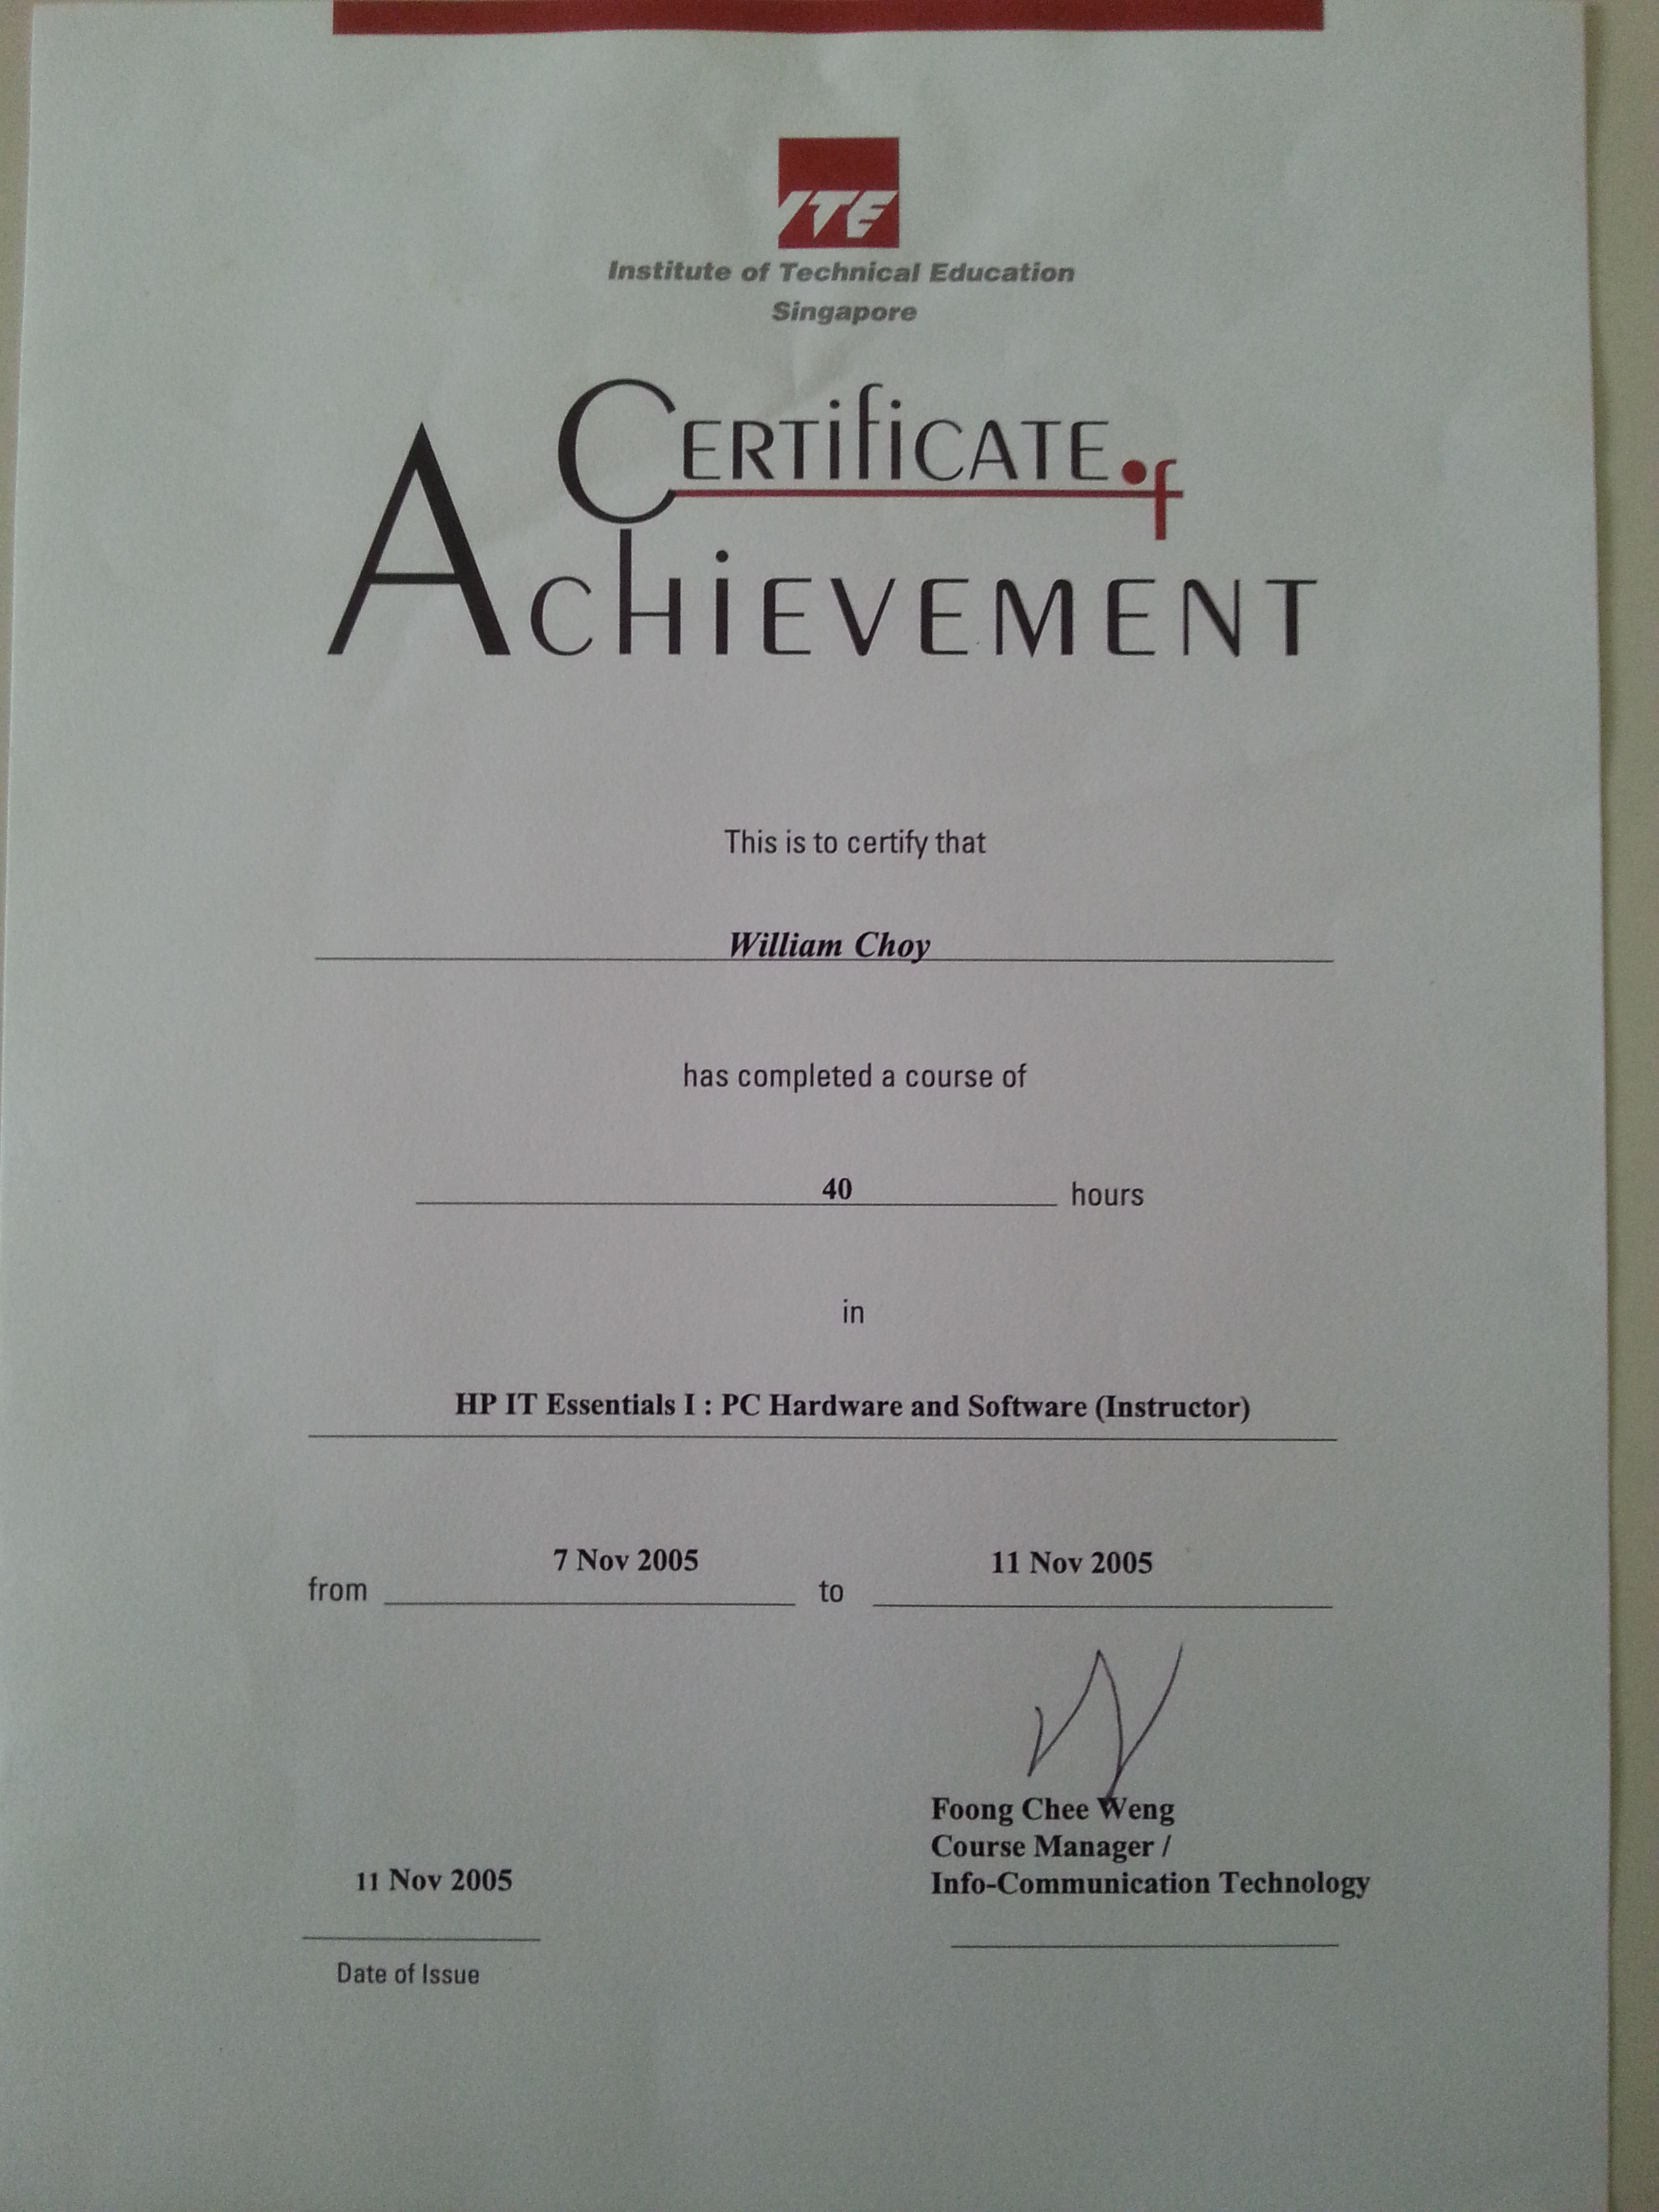 ITE
Institute of Technical Education
Singapore
CERTifiCATE of
AchiEVEMENT
This is to certify that
William Choy
has completed a course of
40 hours
in
HP IT Essentials I : PC Hardware and Software (Instructor)
from 7 Nov 2005 to 11 Nov 2005
Foong Chee Weng
Course Manager /
Info-Communication Technology
11 Nov 2005
Date of Issue